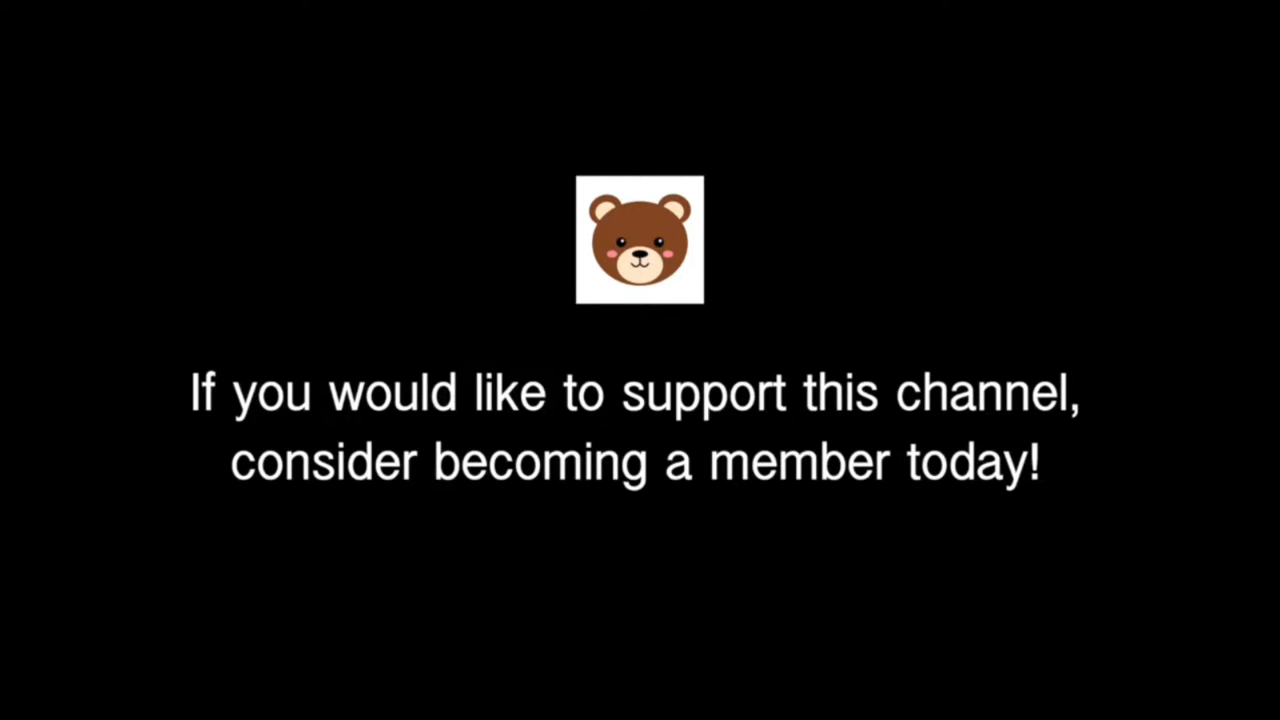 If you would like to support this channel,
consider becoming a member today!